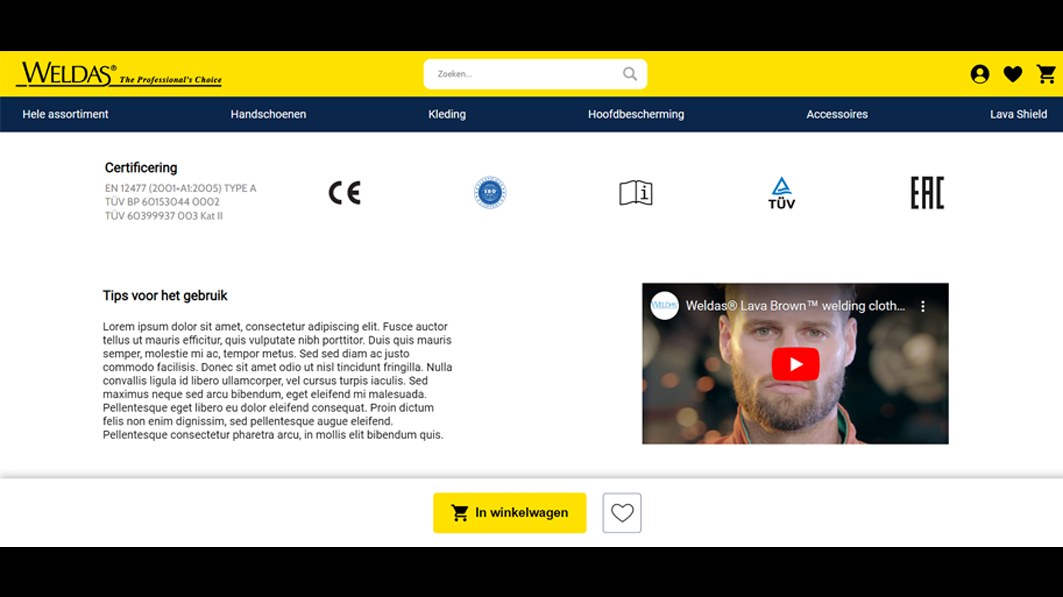 WELDAS® The Professional's Choice
Zoeken...
Hele assortiment Handschoenen Kleding Hoofdbescherming Accessoires Lava Shield
Certificering
EN 12477 (2001+A1:2005) TYPE A
TÜV BP 60153044 0002
TÜV 60399937 003 Kat II
CE
ISO
i
TÜV
EAC
Tips voor het gebruik
Lorem ipsum dolor sit amet, consectetur adipiscing elit. Fusce auctor
tellus ut mauris efficitur, quis vulputate nibh porttitor. Duis quis mauris
semper, molestie mi ac, tempor metus. Sed sed diam ac justo
commodo facilisis. Donec sit amet odio ut nisl tincidunt fringilla. Nulla
convallis ligula id libero ullamcorper, vel cursus turpis iaculis. Sed
maximus neque sed arcu bibendum, eget eleifend mi malesuada.
Pellentesque eget libero eu dolor eleifend consequat. Proin dictum
felis non enim dignissim, sed pellentesque augue eleifend.
Pellentesque consectetur pharetra arcu, in mollis elit bibendum quis.
WELDAS
Weldas® Lava Brown™ welding cloth...
In winkelwagen